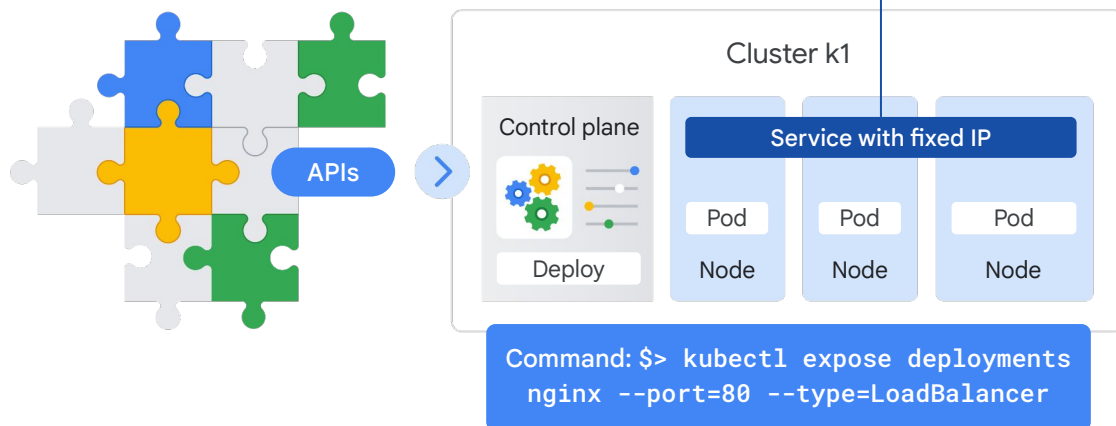 Cluster k1
APIs
Control plane
Deploy
Service with fixed IP
Pod
Node
Pod
Node
Pod
Node
Command: $> kubectl expose deployments
nginx --port=80 --type=LoadBalancer